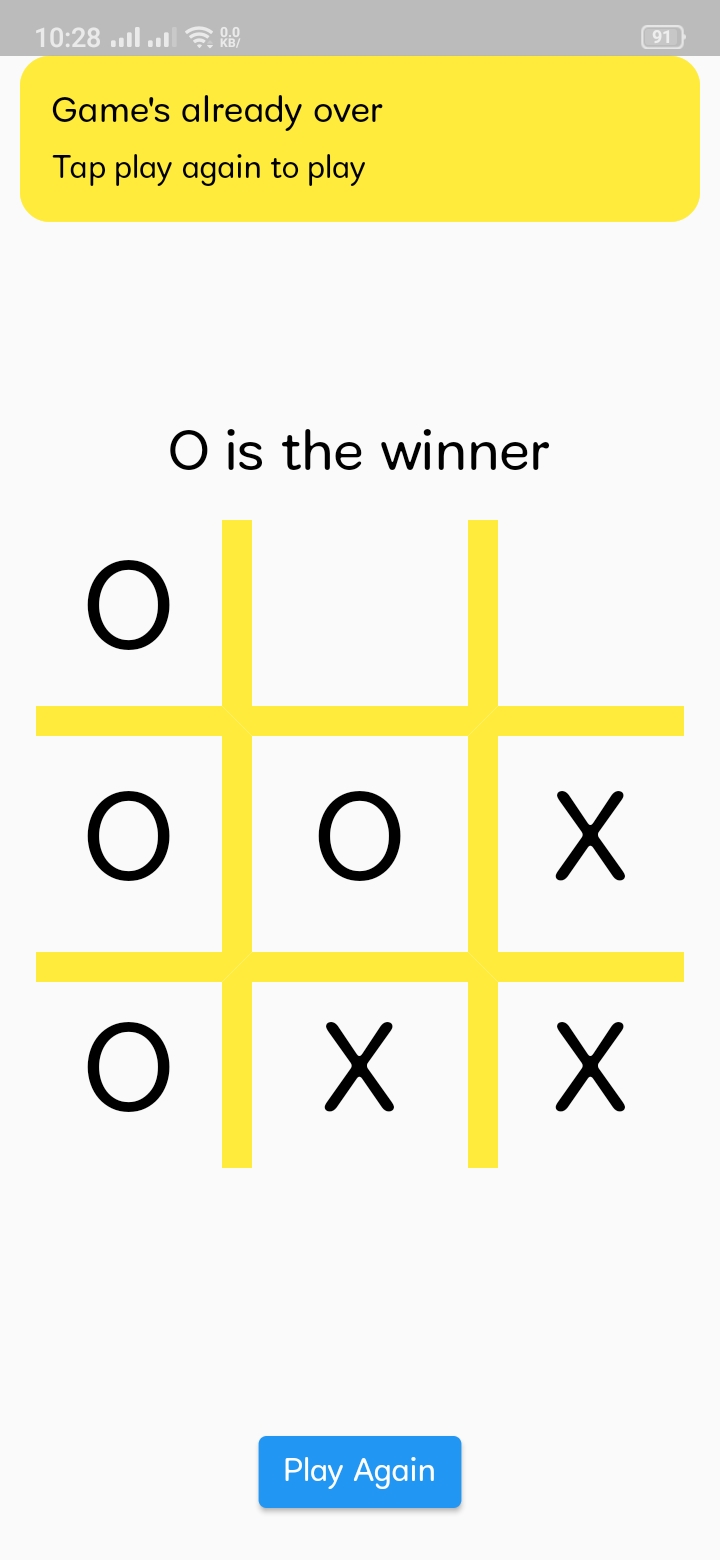 10:28 0.0 KB/ 91
Game's already over
Tap play again to play
O is the winner
O
O O X
O X X
Play Again